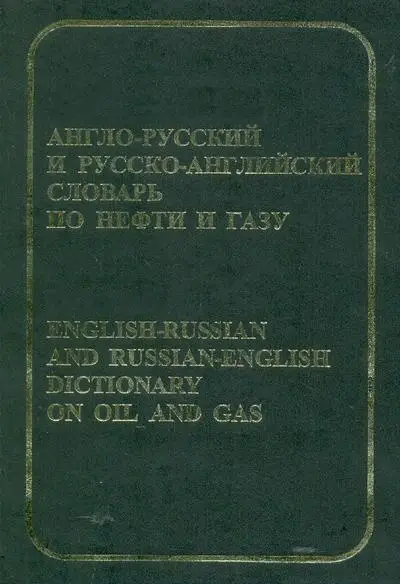 АНГЛО-РУССКИЙ
И РУССКО-АНГЛИЙСКИЙ
СЛОВАРЬ
ПО НЕФТИ И ГАЗУ
ENGLISH-RUSSIAN
AND RUSSIAN-ENGLISH
DICTIONARY
ON OIL AND GAS